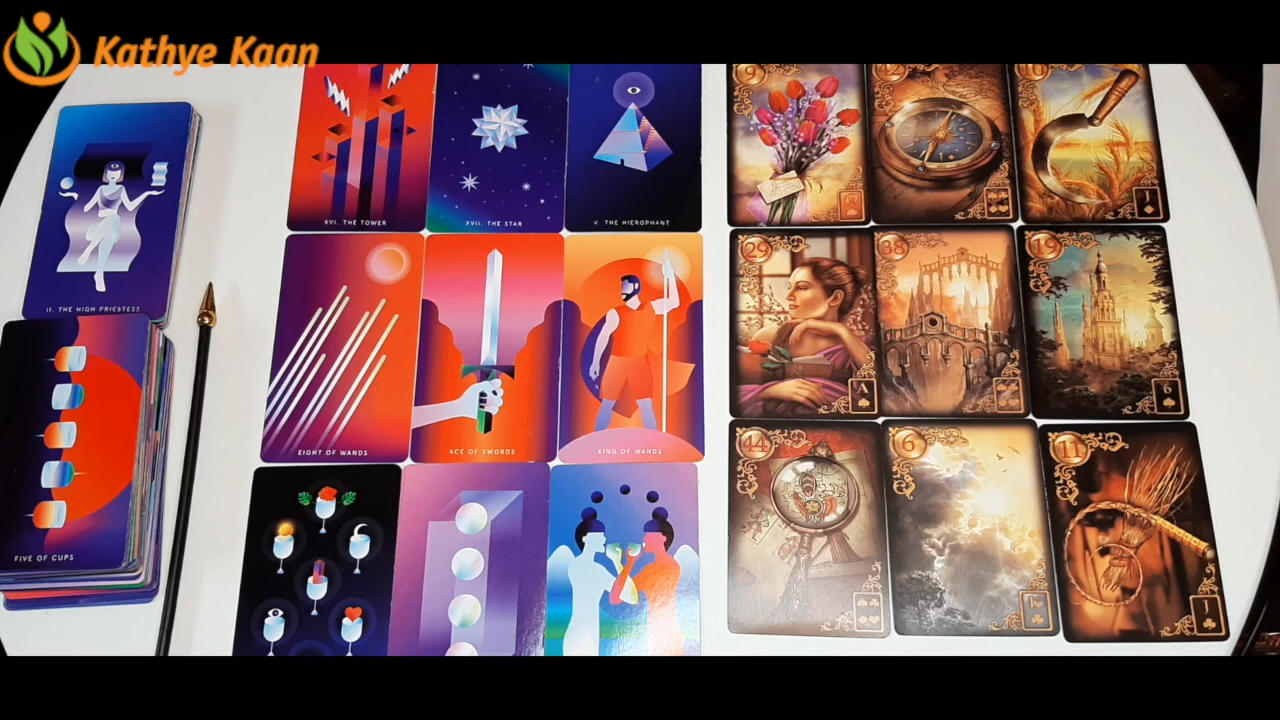 Kathye Kaan
XVI. THE TOWER
XVII. THE STAR
V. THE HIEROPHANT
II. THE HIGH PRIESTESS
EIGHT OF WANDS
ACE OF SWORDS
KING OF WANDS
FIVE OF CUPS
9
J
29
38
19
A
6
44
6
11
J